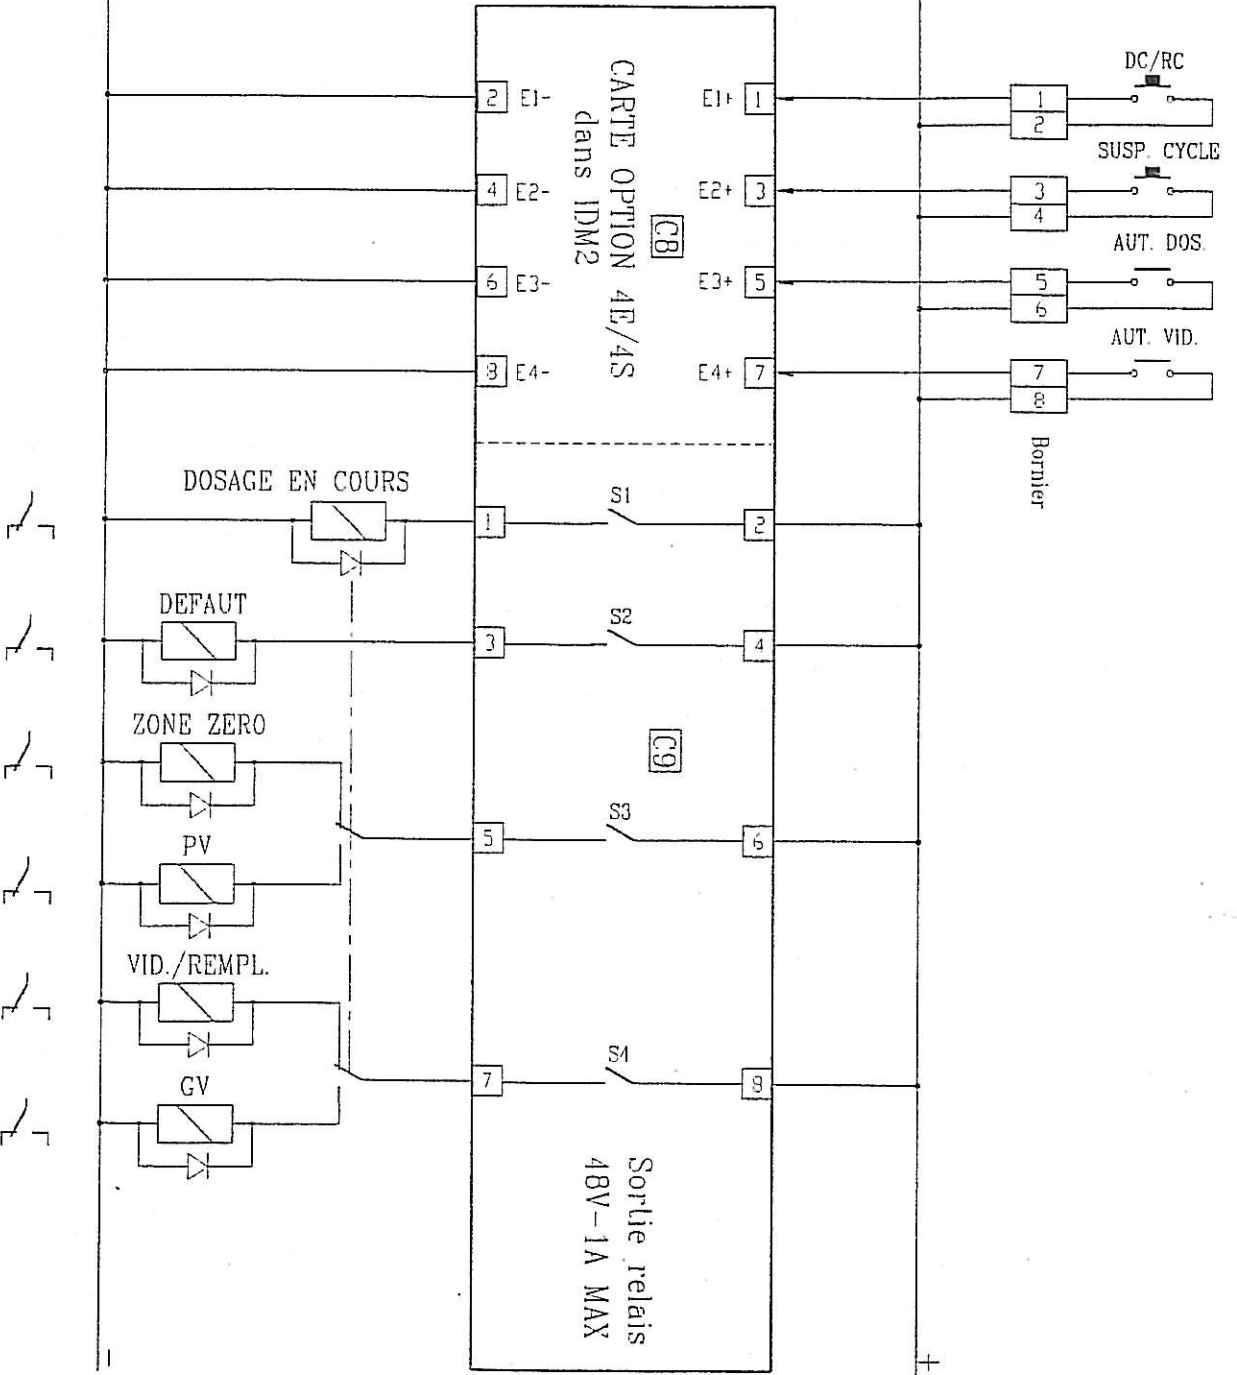 DC/RC
1
2
SUSP. CYCLE
3
4
AUT. DOS.
5
6
AUT. VID.
7
8
Bornier
2 E1-
E1+ 1
4 E2-
E2+ 3
6 E3-
E3+ 5
8 E4-
E4+ 7
CARTE OPTION 4E/4S
dans IDM2
C8
DOSAGE EN COURS
1
S1
2
DEFAUT
3
S2
4
C9
ZONE ZERO
PV
5
S3
6
VID./REMPL.
GV
7
S4
8
Sortie relais
48V-1A MAX
-
+